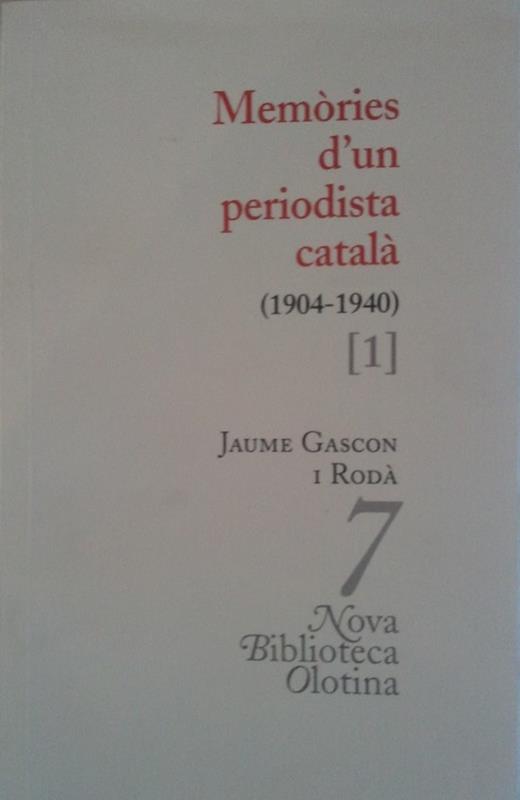 Memòries
d'un
periodista
català
(1904-1940)
[1]
Jaume Gascon
i Rodà
7
Nova
Biblioteca
Olotina